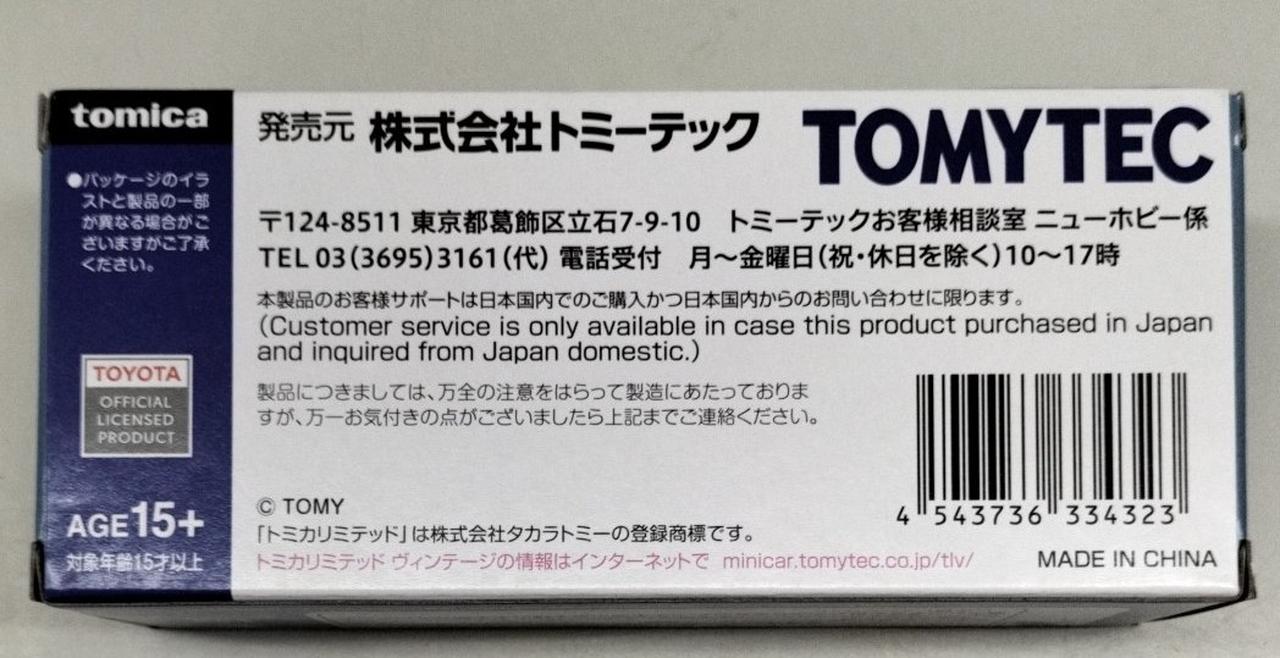 tomica
●パッケージのイラ
ストと製品の一部
が異なる場合がご
ざいますがご了承
ください。
TOYOTA
OFFICIAL
LICENSED
PRODUCT
AGE15+
対象年齢15才以上
発売元 株式会社トミーテック TOMYTEC
〒124-8511 東京都葛飾区立石7-9-10 トミーテックお客様相談室 ニューホビー係
TEL 03(3695)3161(代) 電話受付 月〜金曜日(祝・休日を除く)10〜17時
本製品のお客様サポートは日本国内でのご購入かつ日本国内からのお問い合わせに限ります。
(Customer service is only available in case this product purchased in Japan
and inquired from Japan domestic.)
製品につきましては、万全の注意をはらって製造にあたっておりま
すが、万一お気付きの点がございましたら上記までご連絡ください。
© TOMY
「トミカリミテッド」は株式会社タカラトミーの登録商標です。
トミカリミテッド ヴィンテージの情報はインターネットで minicar.tomytec.co.jp/tlv/
4 543736 334323
MADE IN CHINA